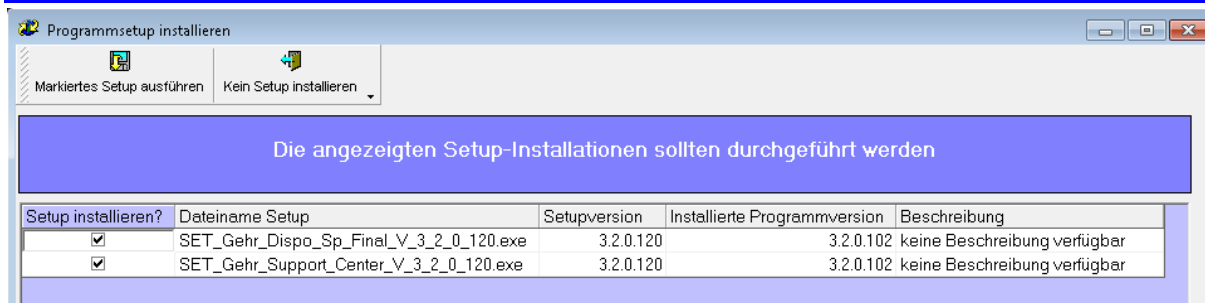 Programmsetup installieren
Markiertes Setup ausführen Kein Setup installieren
Die angezeigten Setup-Installationen sollten durchgeführt werden
Setup installieren? Dateiname Setup Setupversion Installierte Programmversion Beschreibung
SET_Gehr_Dispo_Sp_Final_V_3_2_0_120.exe 3.2.0.120 3.2.0.102 keine Beschreibung verfügbar
SET_Gehr_Support_Center_V_3_2_0_120.exe 3.2.0.120 3.2.0.102 keine Beschreibung verfügbar